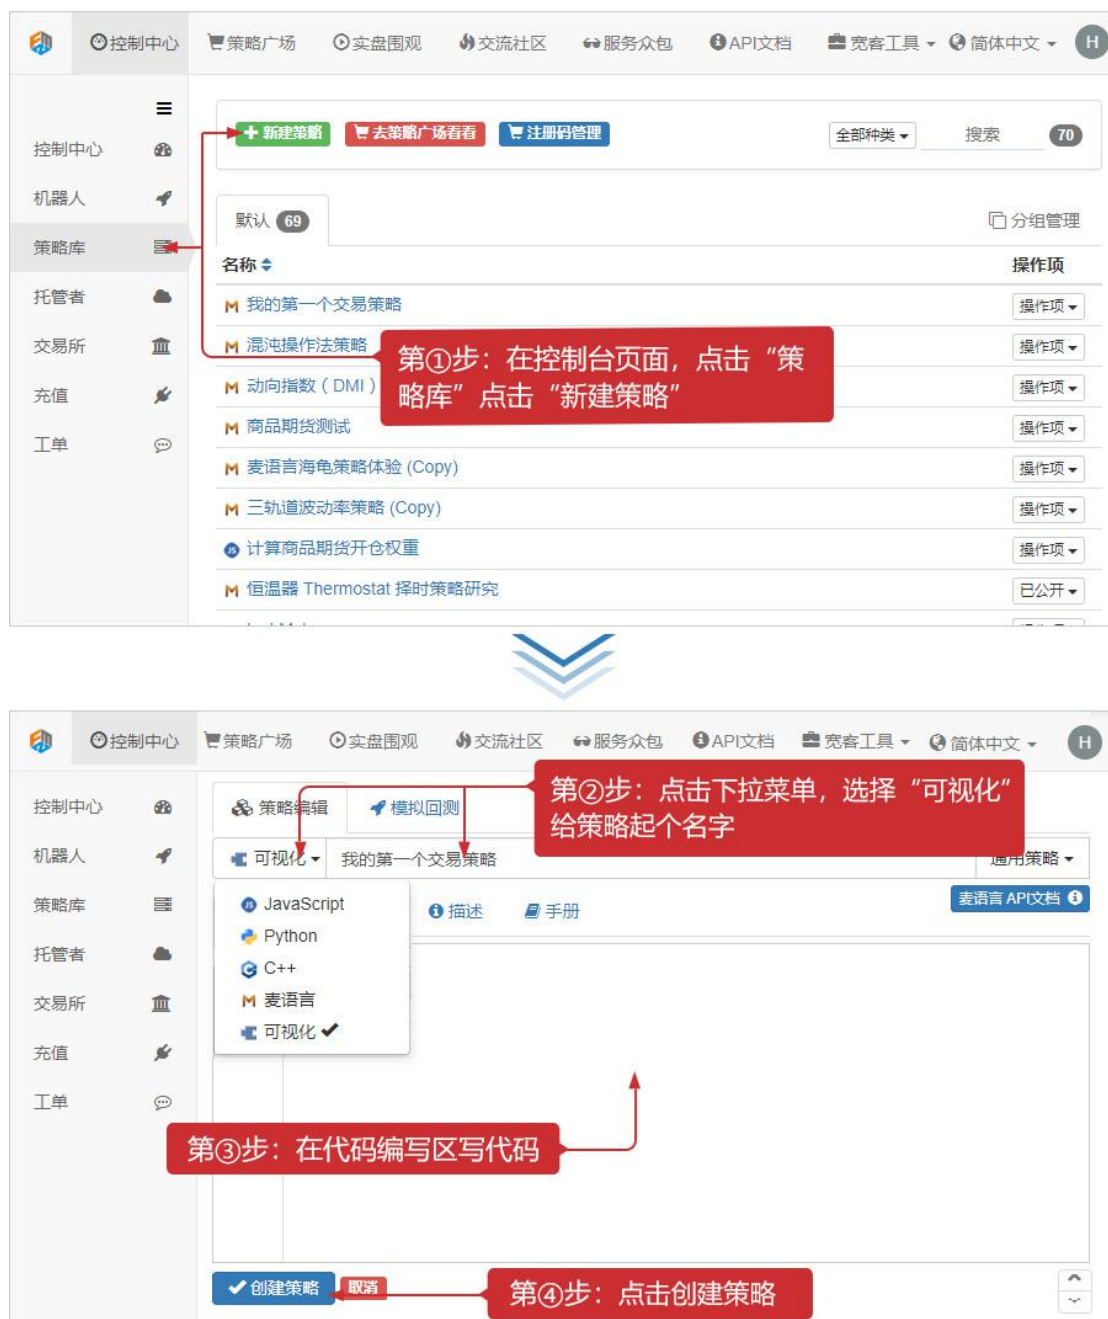 控制中心 策略广场 实盘围观 交流社区 服务众包 API文档 宽客工具 简体中文 H
新建策略 去策略广场看看 注册码管理 全部种类 搜索 70
控制中心
机器人
默认 69 分组管理
策略库
名称 操作项
托管者
我的第一个交易策略 操作项
交易所
混沌操作法策略 操作项
第①步：在控制台页面，点击“策
略库”点击“新建策略”
充值
动向指数 ( DMI ) 操作项
商品期货测试 操作项
工单
麦语言海龟策略体验 (Copy) 操作项
三轨道波动率策略 (Copy) 操作项
计算商品期货开仓权重 操作项
恒温器 Thermostat 择时策略研究 已公开
控制中心 策略广场 实盘围观 交流社区 服务众包 API文档 宽客工具 简体中文 H
第②步：点击下拉菜单，选择“可视化”
给策略起个名字
控制中心
策略编辑 模拟回测
机器人
可视化 我的第一个交易策略 通用策略
策略库
JavaScript 描述 手册 麦语言 API文档
Python
托管者
C++
交易所
麦语言
可视化
充值
工单
第③步：在代码编写区写代码
创建策略 取消
第④步：点击创建策略